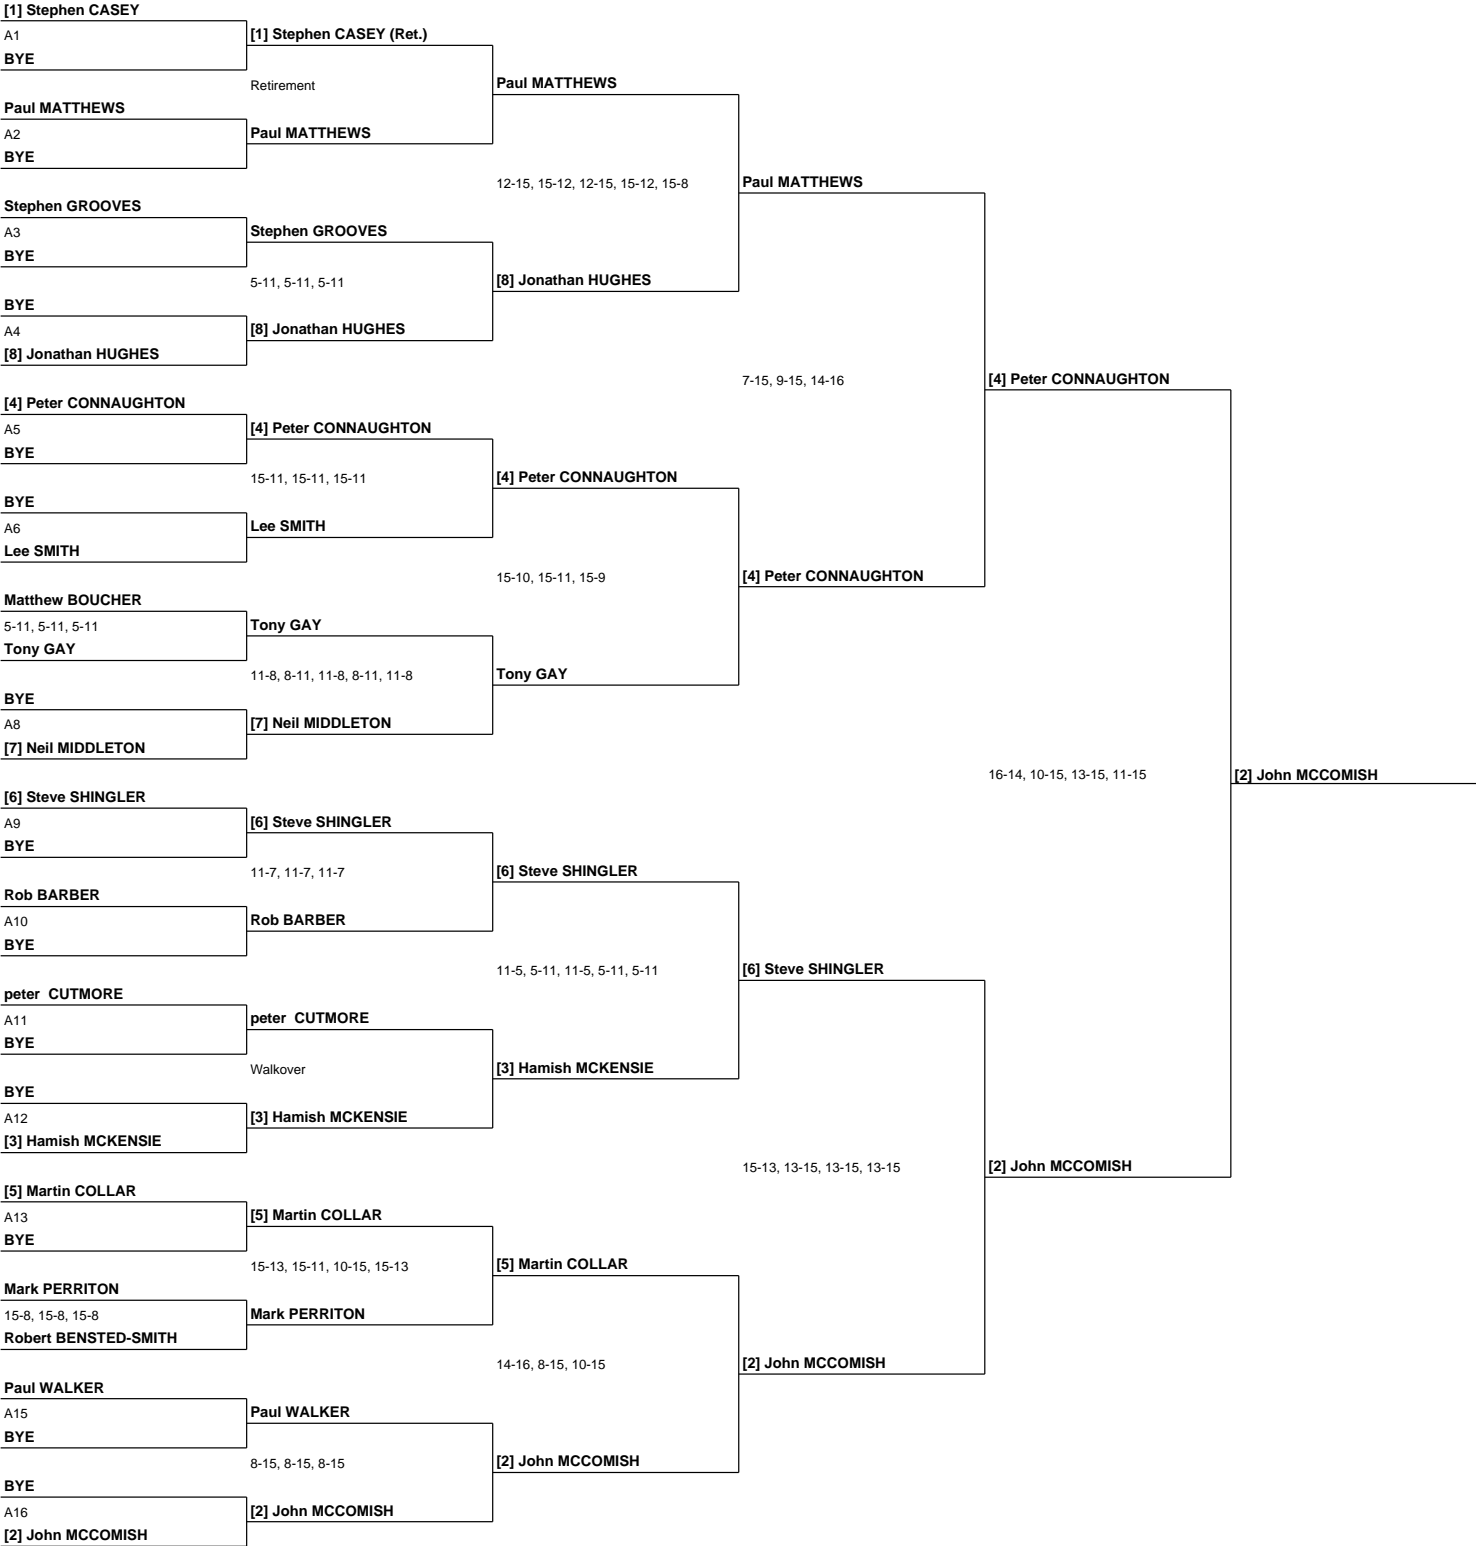 [1] Stephen CASEY
A1
BYE
Paul MATTHEWS
A2
BYE
Stephen GROOVES
A3
BYE
BYE
A4
[8] Jonathan HUGHES
[4] Peter CONNAUGHTON
A5
BYE
BYE
A6
Lee SMITH
Matthew BOUCHER
5-11, 5-11, 5-11
Tony GAY
BYE
A8
[7] Neil MIDDLETON
[6] Steve SHINGLER
A9
BYE
Rob BARBER
A10
BYE
peter  CUTMORE
A11
BYE
BYE
A12
[3] Hamish MCKENSIE
[5] Martin COLLAR
A13
BYE
Mark PERRITON
15-8, 15-8, 15-8
Robert BENSTED-SMITH
Paul WALKER
A15
BYE
BYE
A16
[2] John MCCOMISH
[1] Stephen CASEY (Ret.)
Retirement
Paul MATTHEWS
Stephen GROOVES
5-11, 5-11, 5-11
[8] Jonathan HUGHES
[4] Peter CONNAUGHTON
15-11, 15-11, 15-11
Lee SMITH
Tony GAY
11-8, 8-11, 11-8, 8-11, 11-8
[7] Neil MIDDLETON
[6] Steve SHINGLER
11-7, 11-7, 11-7
Rob BARBER
peter  CUTMORE
Walkover
[3] Hamish MCKENSIE
[5] Martin COLLAR
15-13, 15-11, 10-15, 15-13
Mark PERRITON
Paul WALKER
8-15, 8-15, 8-15
[2] John MCCOMISH
Paul MATTHEWS
12-15, 15-12, 12-15, 15-12, 15-8
[8] Jonathan HUGHES
[4] Peter CONNAUGHTON
15-10, 15-11, 15-9
Tony GAY
[6] Steve SHINGLER
11-5, 5-11, 11-5, 5-11, 5-11
[3] Hamish MCKENSIE
[5] Martin COLLAR
14-16, 8-15, 10-15
[2] John MCCOMISH
Paul MATTHEWS
7-15, 9-15, 14-16
[4] Peter CONNAUGHTON
[6] Steve SHINGLER
15-13, 13-15, 13-15, 13-15
[2] John MCCOMISH
[4] Peter CONNAUGHTON
16-14, 10-15, 13-15, 11-15
[2] John MCCOMISH
[2] John MCCOMISH